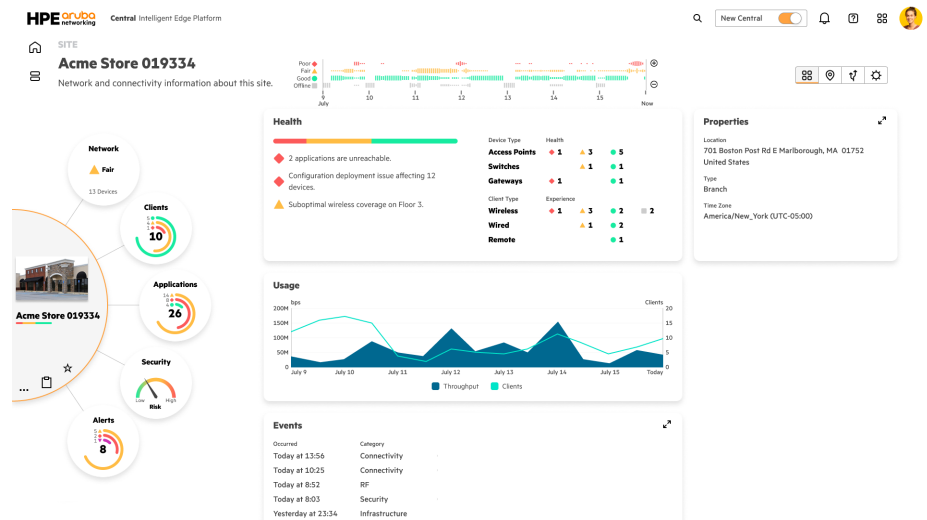 HPE aruba networking
Central Intelligent Edge Platform
New Central
SITE
Acme Store 019334
Network and connectivity information about this site.
Poor
Fair
Good
Offline
9 10 11 12 13 14 15 Now
July
Network
Fair
13 Devices
Clients
5
4
1
10
Applications
14
8
4
26
Acme Store 019334
Security
Low High
Risk
...
Alerts
5
2
1
8
Health
2 applications are unreachable.
Configuration deployment issue affecting 12
devices.
Suboptimal wireless coverage on Floor 3.
Device Type Health
Access Points 1 3 5
Switches 1 1
Gateways 1 1
Client Type Experience
Wireless 1 3 2 2
Wired 1 2
Remote 1
Properties
Location
701 Boston Post Rd E Marlborough, MA 01752
United States
Type
Branch
Time Zone
America/New_York (UTC-05:00)
Usage
bps Clients
200M 20
150M 15
100M 10
50M 5
0 0
July 9 July 10 July 11 July 12 July 13 July 14 July 15 Today
Throughput Clients
Events
Occurred Category
Today at 13:56 Connectivity
Today at 10:25 Connectivity
Today at 8:52 RF
Today at 8:03 Security
Yesterday at 23:34 Infrastructure